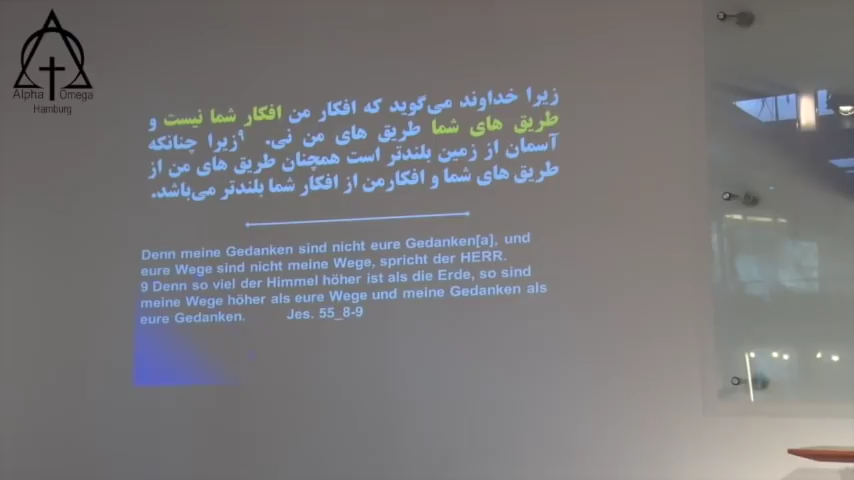 Alpha Omega
Hamburg
زیرا خداوند می‌گوید که افکار من افکار شما نیست و
طریق های شما طریق های من نی. ۹زیرا چنانکه
آسمان از زمین بلندتر است همچنان طریق های من از
طریق های شما و افکارمن از افکار شما بلندتر می‌باشد.
Denn meine Gedanken sind nicht eure Gedanken[a], und
eure Wege sind nicht meine Wege, spricht der HERR.
9 Denn so viel der Himmel höher ist als die Erde, so sind
meine Wege höher als eure Wege und meine Gedanken als
eure Gedanken. Jes. 55_8-9